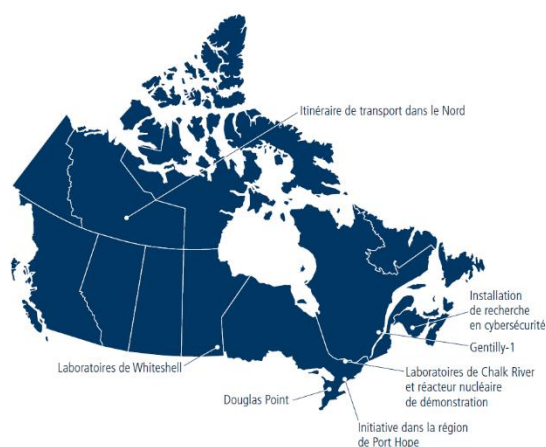 Itinéraire de transport dans le Nord
Installation
de recherche
en cybersécurité
Gentilly-1
Laboratoires de Whiteshell
Laboratoires de Chalk River
et réacteur nucléaire
de démonstration
Douglas Point
Initiative dans la région
de Port Hope